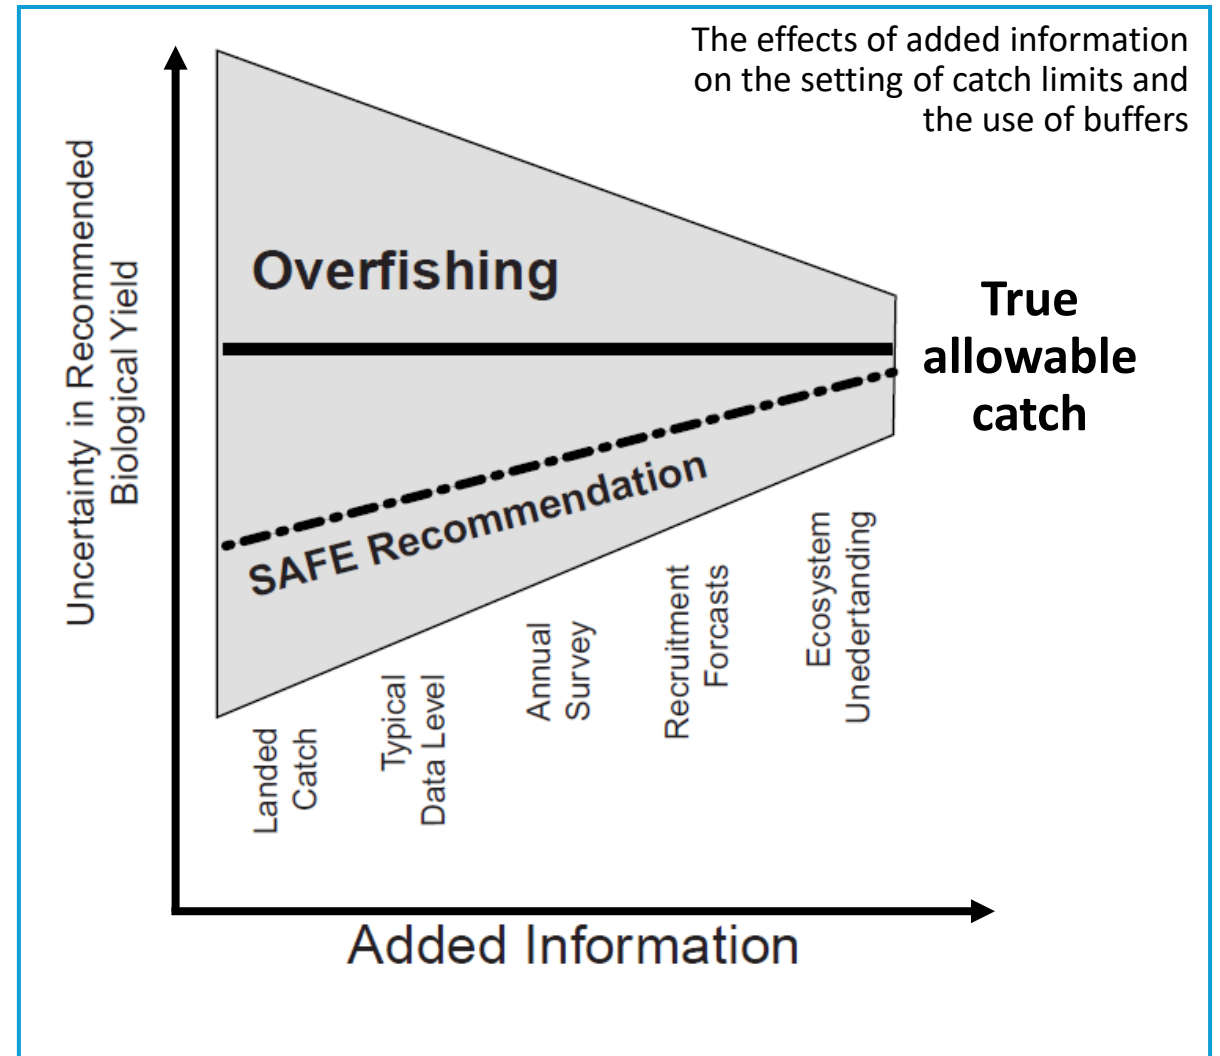 The effects of added information
on the setting of catch limits and
the use of buffers
Uncertainty in Recommended
Biological Yield
Overfishing
True
allowable
catch
SAFE Recommendation
Landed
Catch
Typical
Data Level
Annual
Survey
Recruitment
Forcasts
Ecosystem
Unedertanding
Added Information